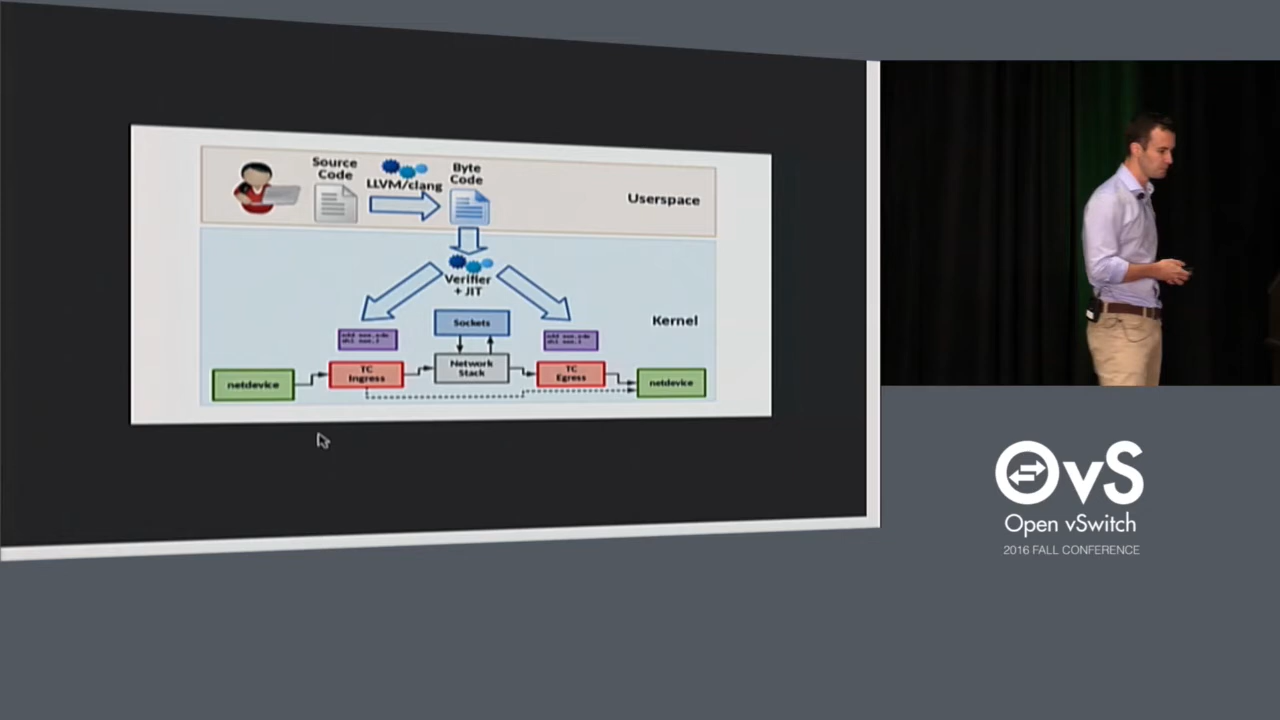 Source
Code
LLVM/clang
Byte
Code
Userspace
Verifier
+ JIT
Kernel
Sockets
netdevice
TC
Ingress
Network
Stack
TC
Egress
netdevice
OvS
Open vSwitch
2016 FALL CONFERENCE